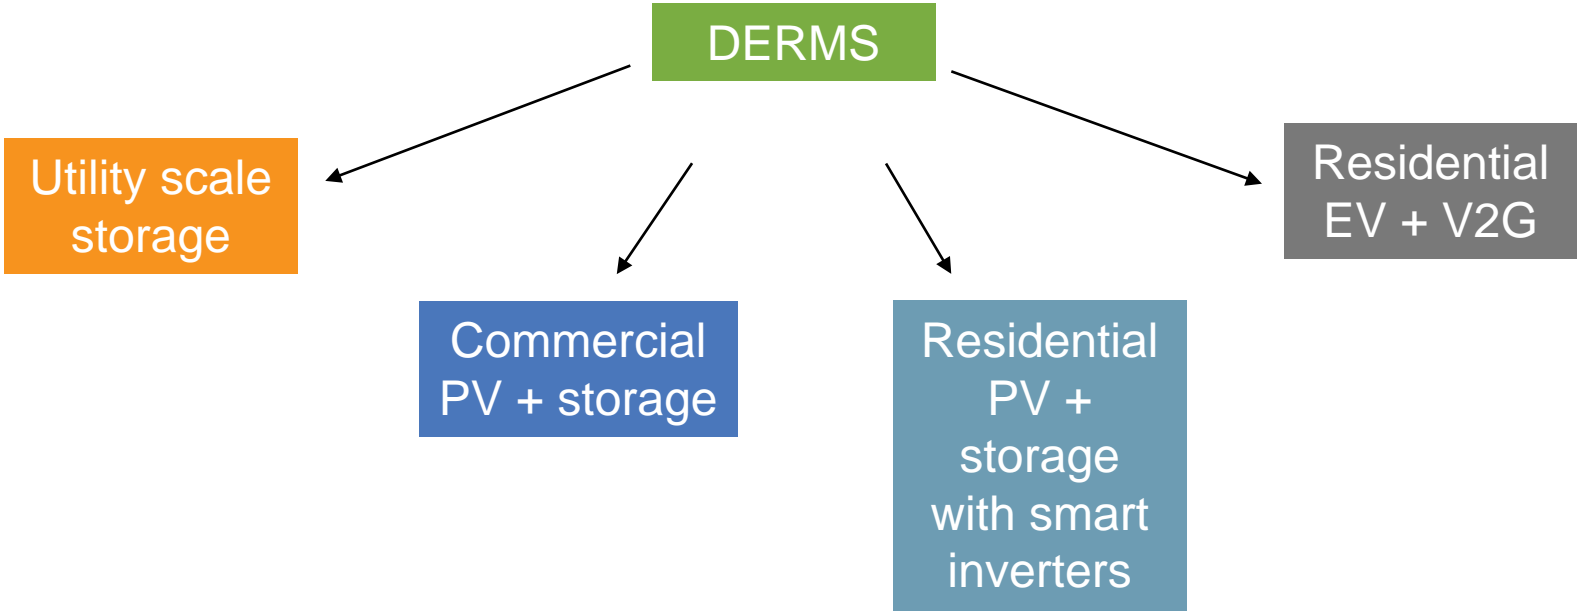 DERMS
Utility scale
storage
Commercial
PV + storage
Residential
PV +
storage
with smart
inverters
Residential
EV + V2G